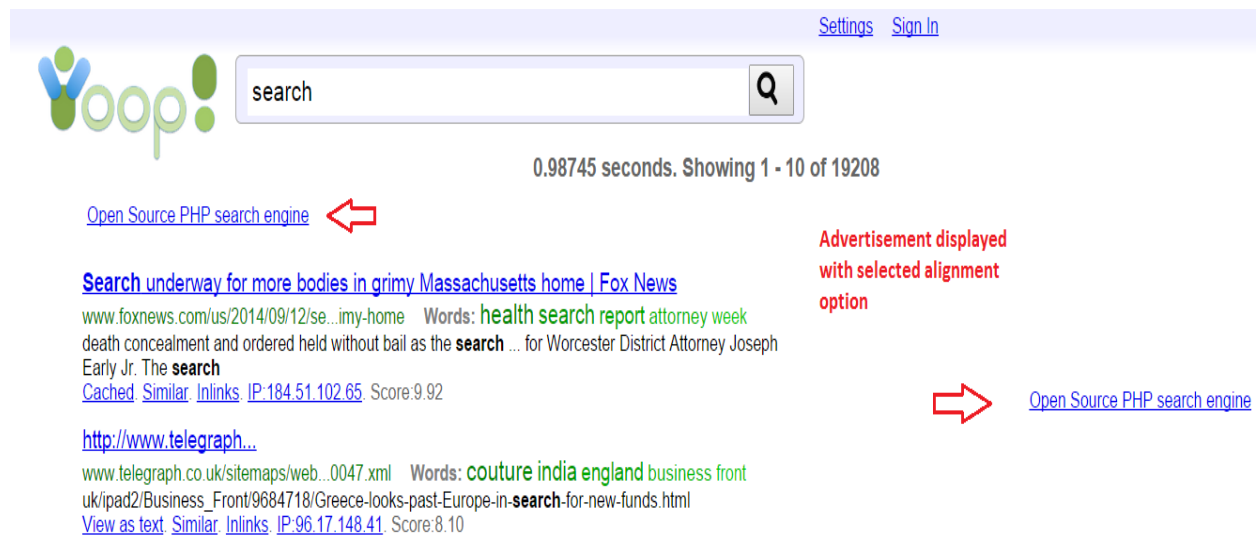 Settings Sign In
Yoop!
search
0.98745 seconds. Showing 1 - 10 of 19208
Open Source PHP search engine
Advertisement displayed
with selected alignment
option
Search underway for more bodies in grimy Massachusetts home | Fox News
www.foxnews.com/us/2014/09/12/se...imy-home Words: health search report attorney week
death concealment and ordered held without bail as the search ... for Worcester District Attorney Joseph
Early Jr. The search
Cached. Similar. Inlinks. IP:184.51.102.65. Score:9.92
Open Source PHP search engine
http://www.telegraph...
www.telegraph.co.uk/sitemaps/web...0047.xml Words: couture india england business front
uk/ipad2/Business_Front/9684718/Greece-looks-past-Europe-in-search-for-new-funds.html
View as text. Similar. Inlinks. IP:96.17.148.41. Score:8.10